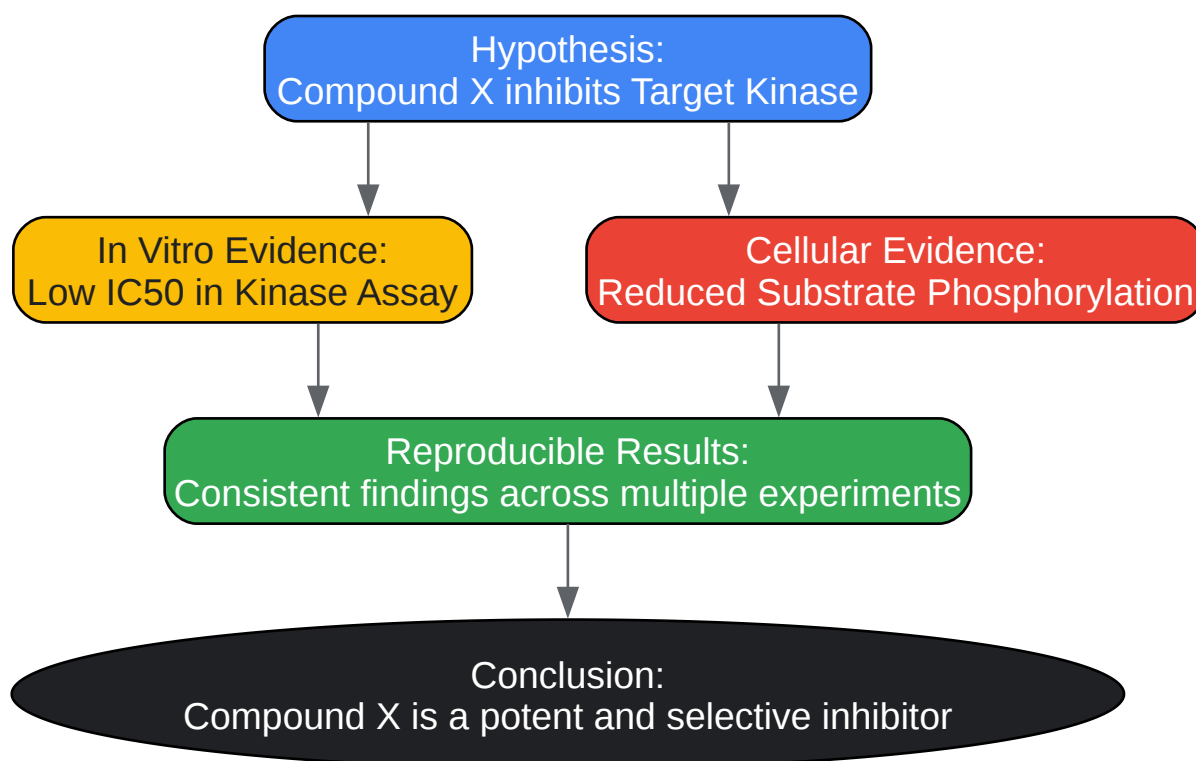 Hypothesis:
Compound X inhibits Target Kinase
In Vitro Evidence:
Low IC50 in Kinase Assay
Cellular Evidence:
Reduced Substrate Phosphorylation
Reproducible Results:
Consistent findings across multiple experiments
Conclusion:
Compound X is a potent and selective inhibitor